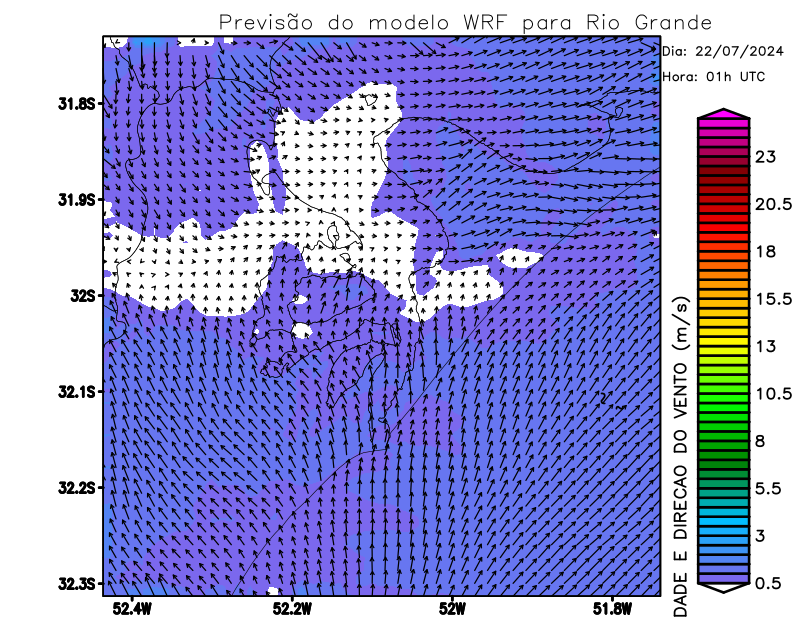 Previsão do modelo WRF para Rio Grande
Dia: 22/07/2024
Hora: 01h UTC
31.8S
31.9S
32S
32.1S
32.2S
32.3S
52.4W
52.2W
52W
51.8W
23
20.5
18
15.5
13
10.5
8
5.5
3
0.5
DADE E DIRECAO DO VENTO (m/s)